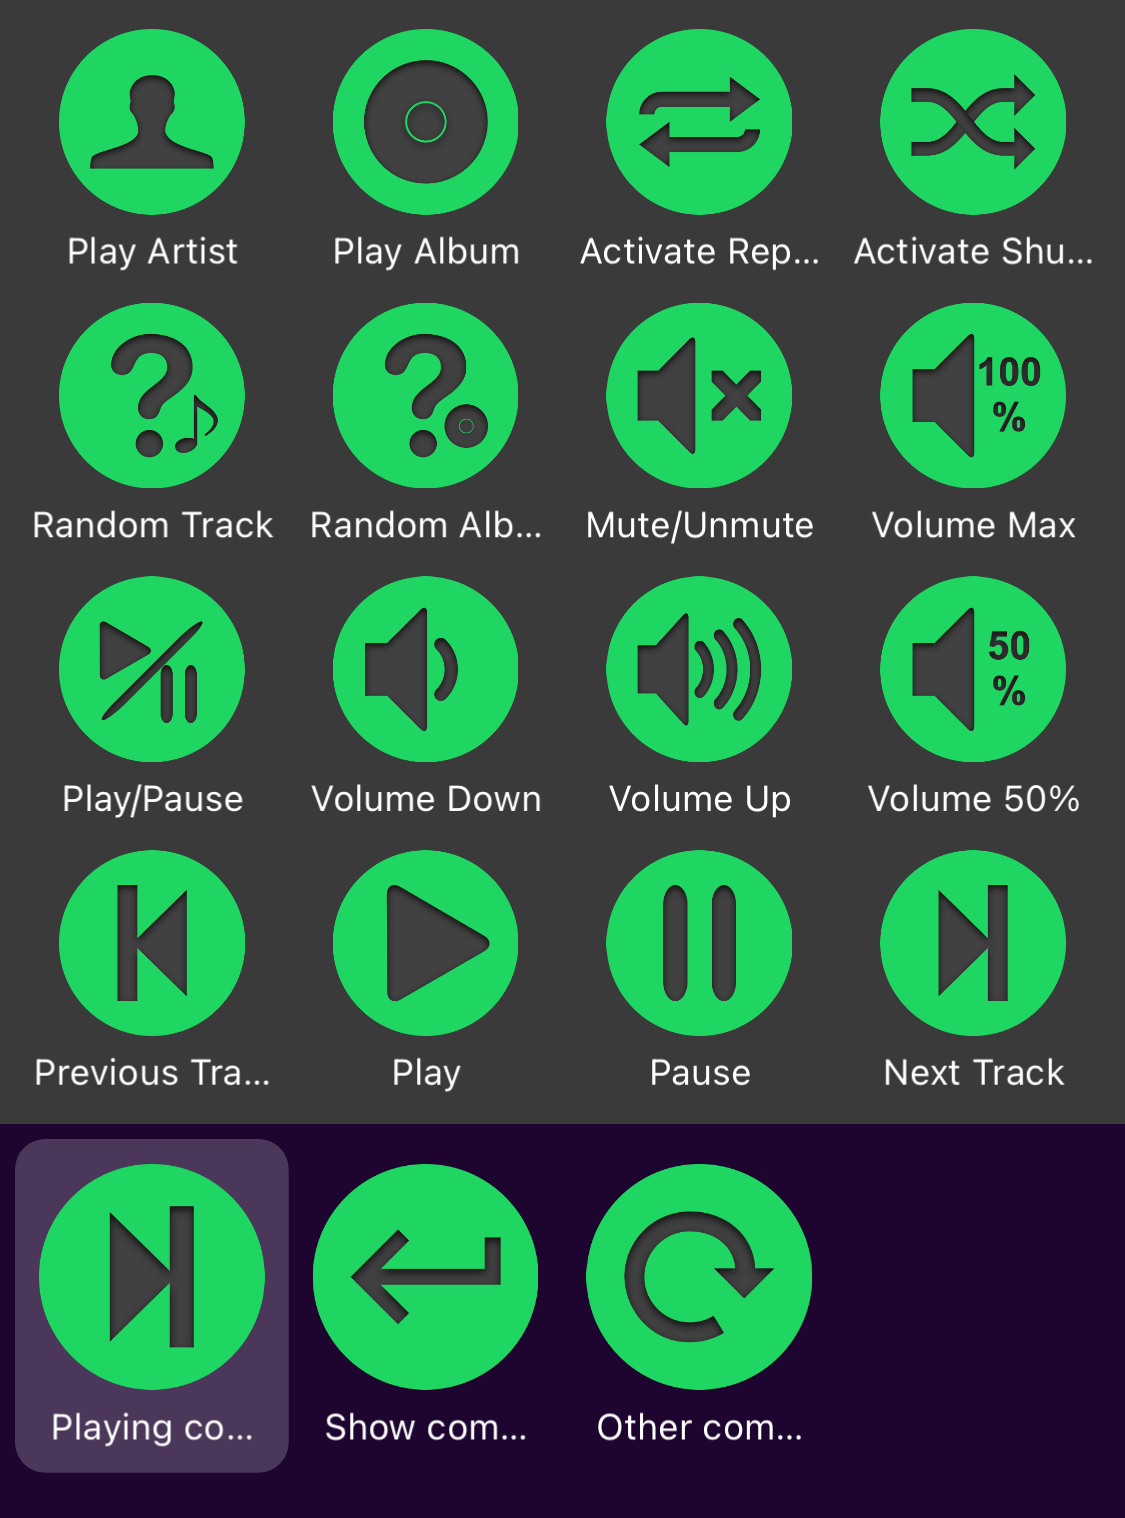 Play Artist
Play Album
Activate Rep...
Activate Shu...
100
%
Random Track
Random Alb...
Mute/Unmute
Volume Max
50
%
Play/Pause
Volume Down
Volume Up
Volume 50%
Previous Tra...
Play
Pause
Next Track
Playing co...
Show com...
Other com...